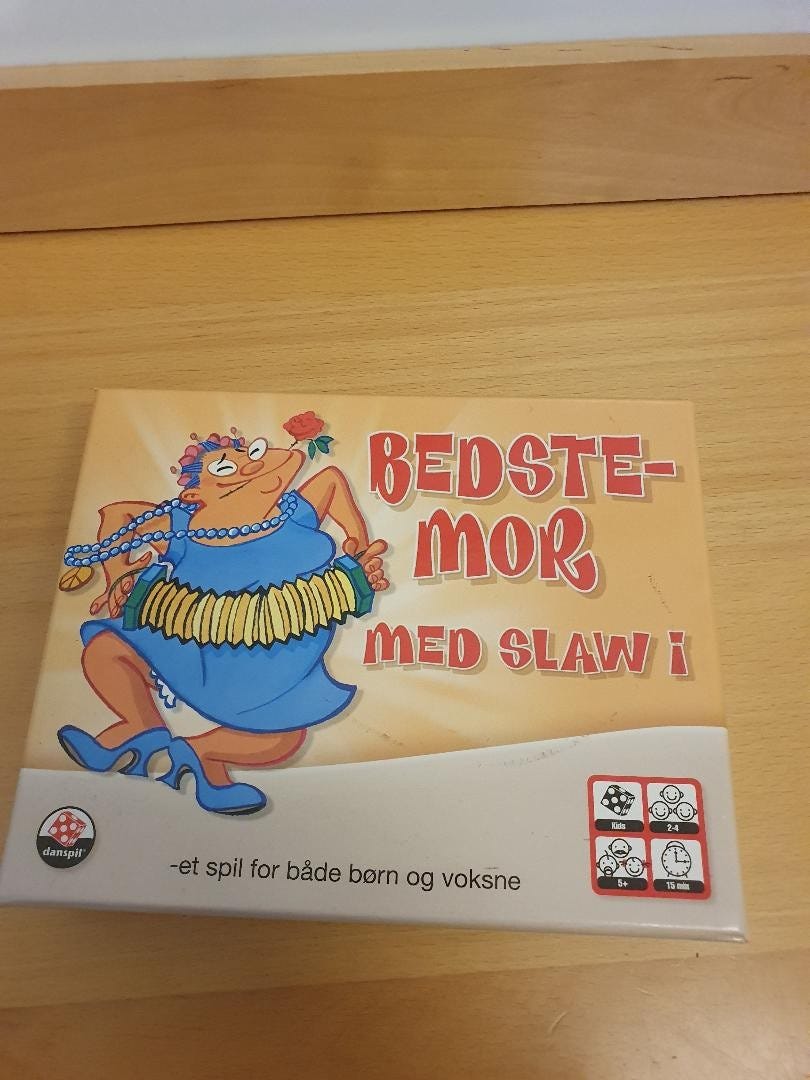 BEDSTE-
MOR
MED SLAW i
danspil®
-et spil for både børn og voksne
Kids
2-4
5+
15 min